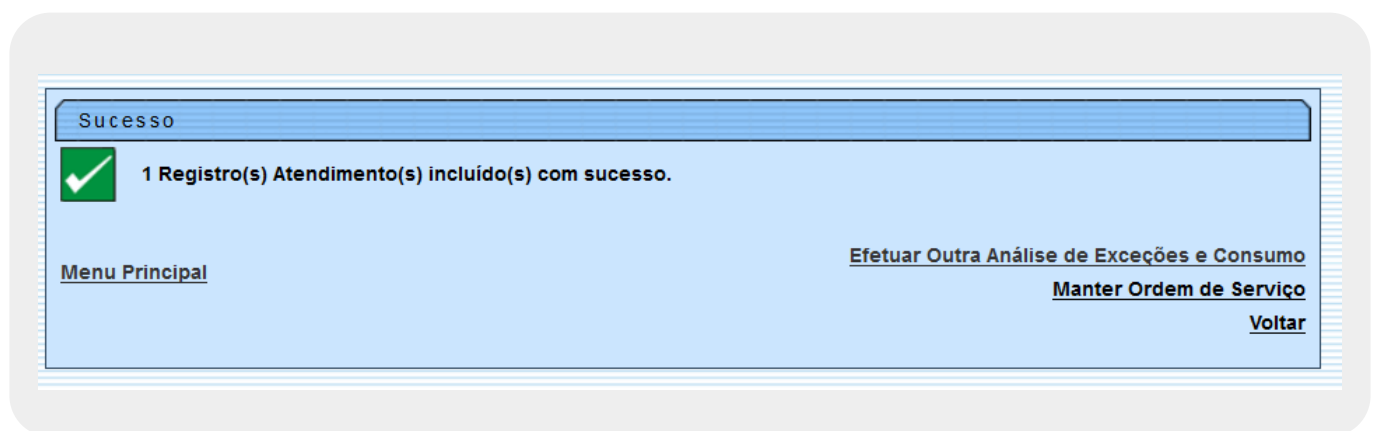 Sucesso
1 Registro(s) Atendimento(s) incluído(s) com sucesso.
Menu Principal
Efetuar Outra Análise de Exceções e Consumo
Manter Ordem de Serviço
Voltar